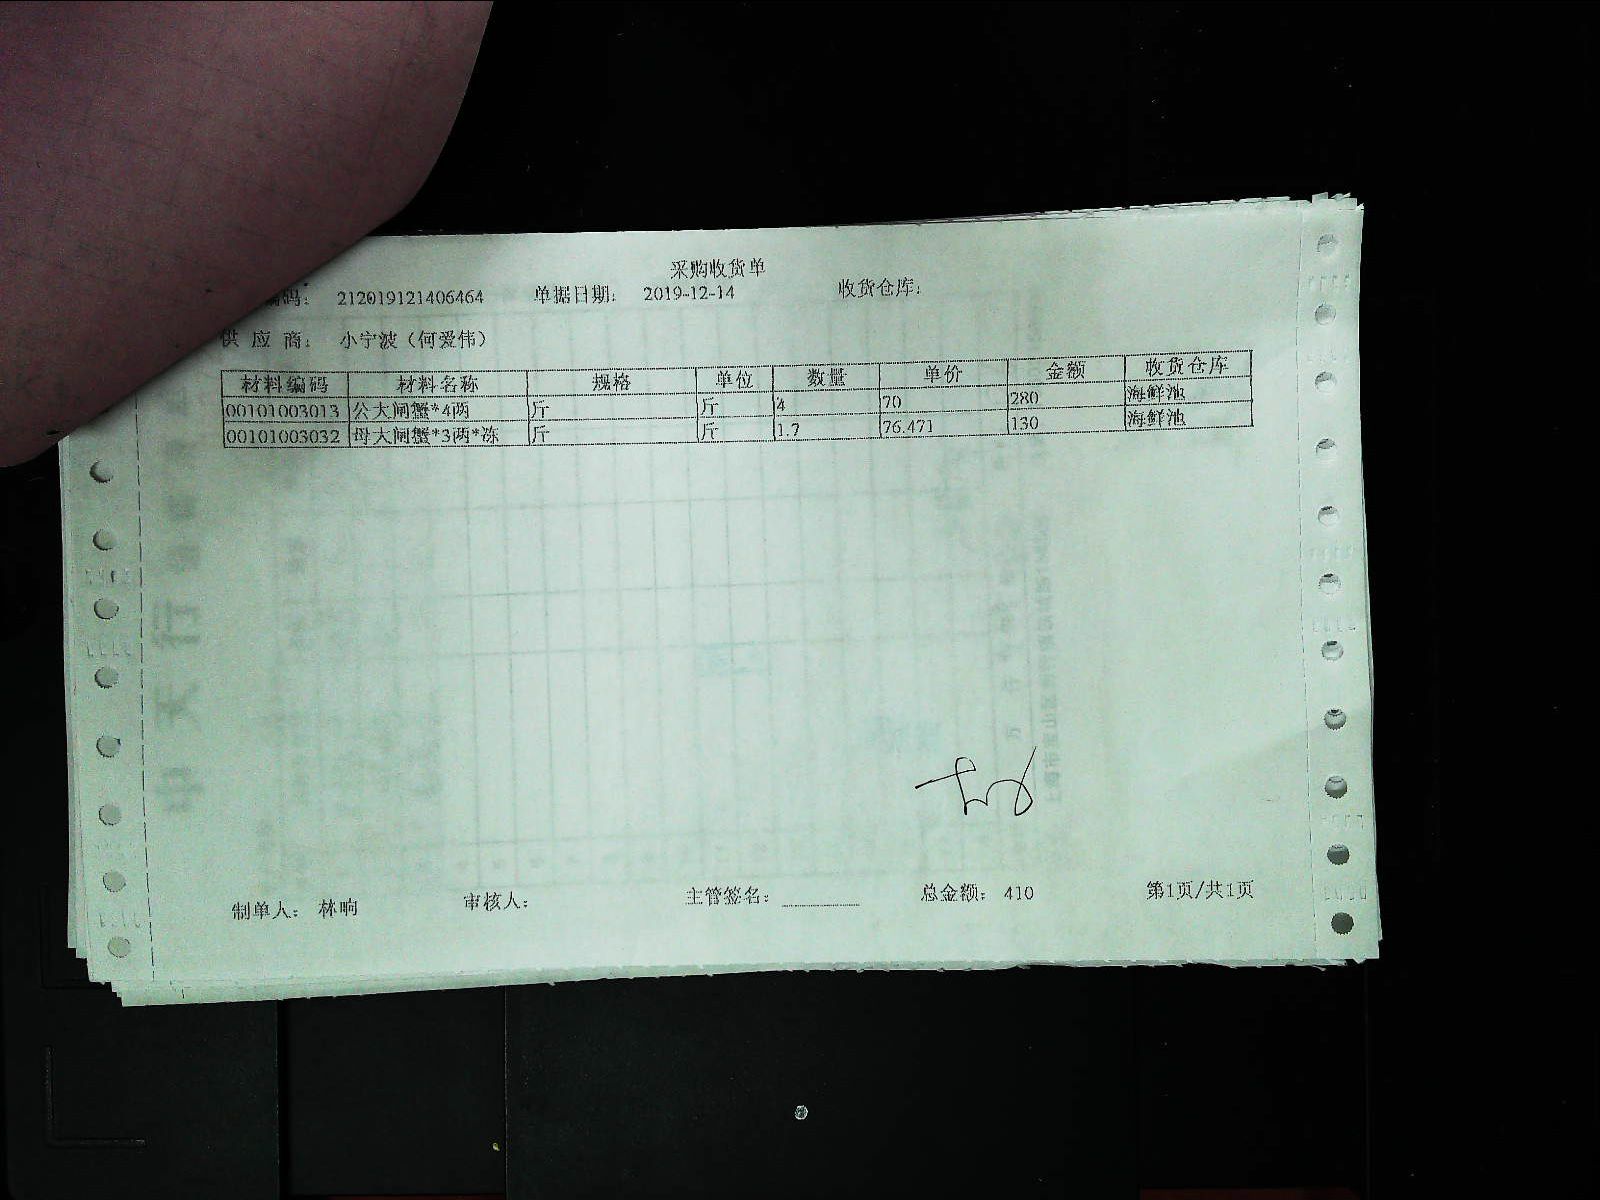 采购收货单
编码： 212019121406464 单据日期： 2019-12-14 收货仓库：
供 应 商： 小宁波（何爱伟）
材料编码 材料名称 规格 单位 数量 单价 金额 收货仓库
00101003013 公大闸蟹*4两 斤 斤 4 70 280 海鲜池
00101003032 母大闸蟹*3两*冻 斤 斤 1.7 76.471 130 海鲜池
制单人： 林响 审核人： 主管签名： 总金额： 410 第1页/共1页